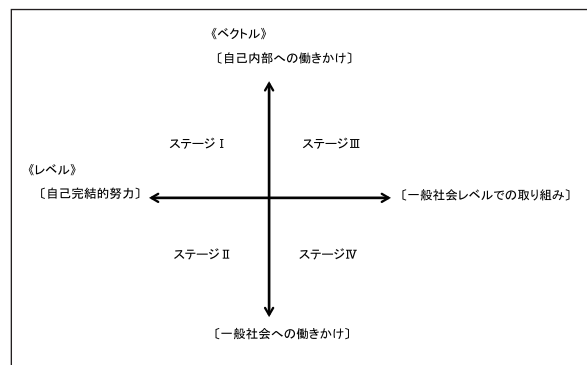 《ベクトル》
〔自己内部への働きかけ〕
ステージⅠ
ステージⅢ
《レベル》
〔自己完結的努力〕
〔一般社会レベルでの取り組み〕
ステージⅡ
ステージⅣ
〔一般社会への働きかけ〕